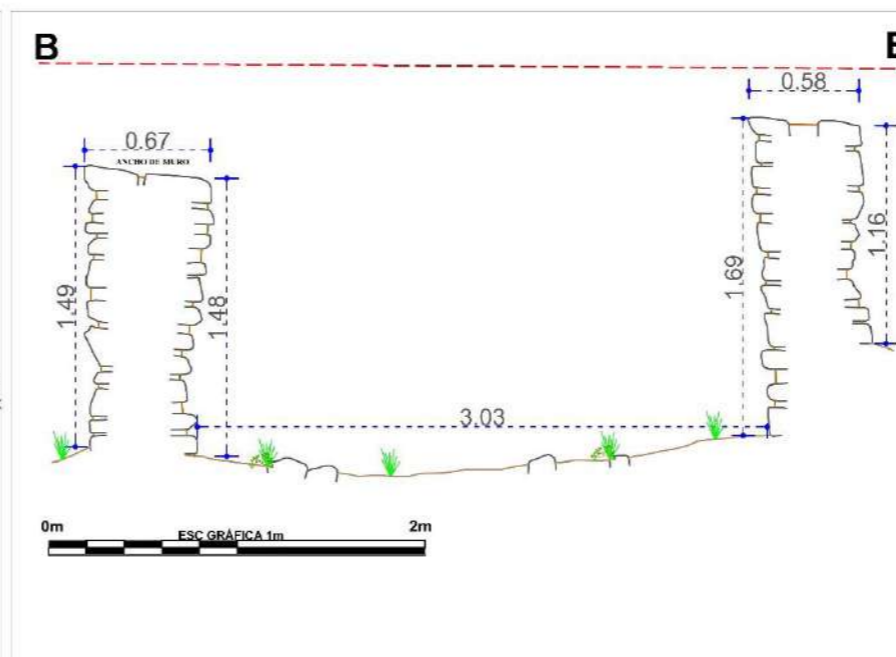 B
0.58
0.67
ANCHO DE MURO
1.49
1.48
1.69
1.16
3.03
0m
ESC GRÁFICA 1m
2m